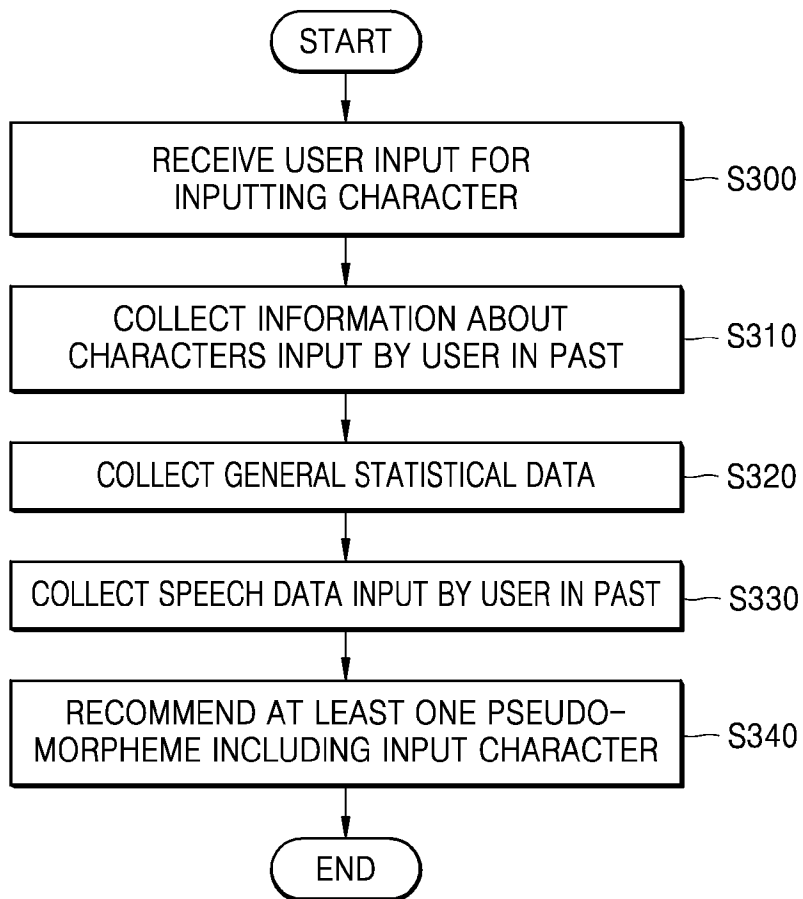 START
RECEIVE USER INPUT FOR
INPUTTING CHARACTER
S300
COLLECT INFORMATION ABOUT
CHARACTERS INPUT BY USER IN PAST
S310
COLLECT GENERAL STATISTICAL DATA
S320
COLLECT SPEECH DATA INPUT BY USER IN PAST
S330
RECOMMEND AT LEAST ONE PSEUDO-
MORPHEME INCLUDING INPUT CHARACTER
S340
END